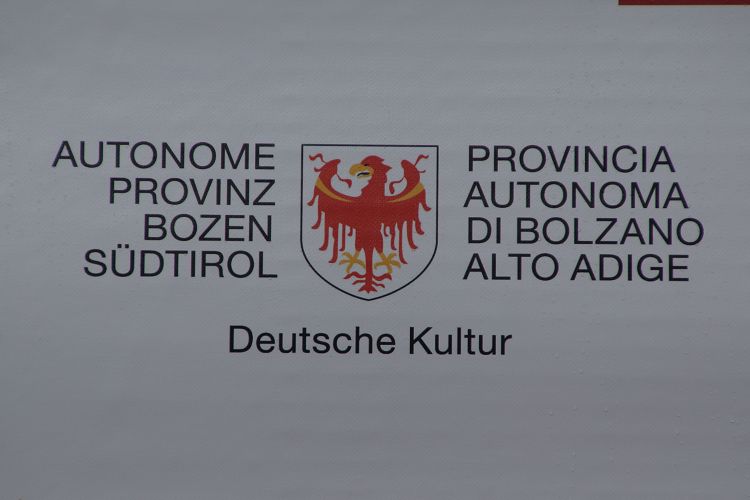 AUTONOME
PROVINZ
BOZEN
SÜDTIROL
PROVINCIA
AUTONOMA
DI BOLZANO
ALTO ADIGE
Deutsche Kultur